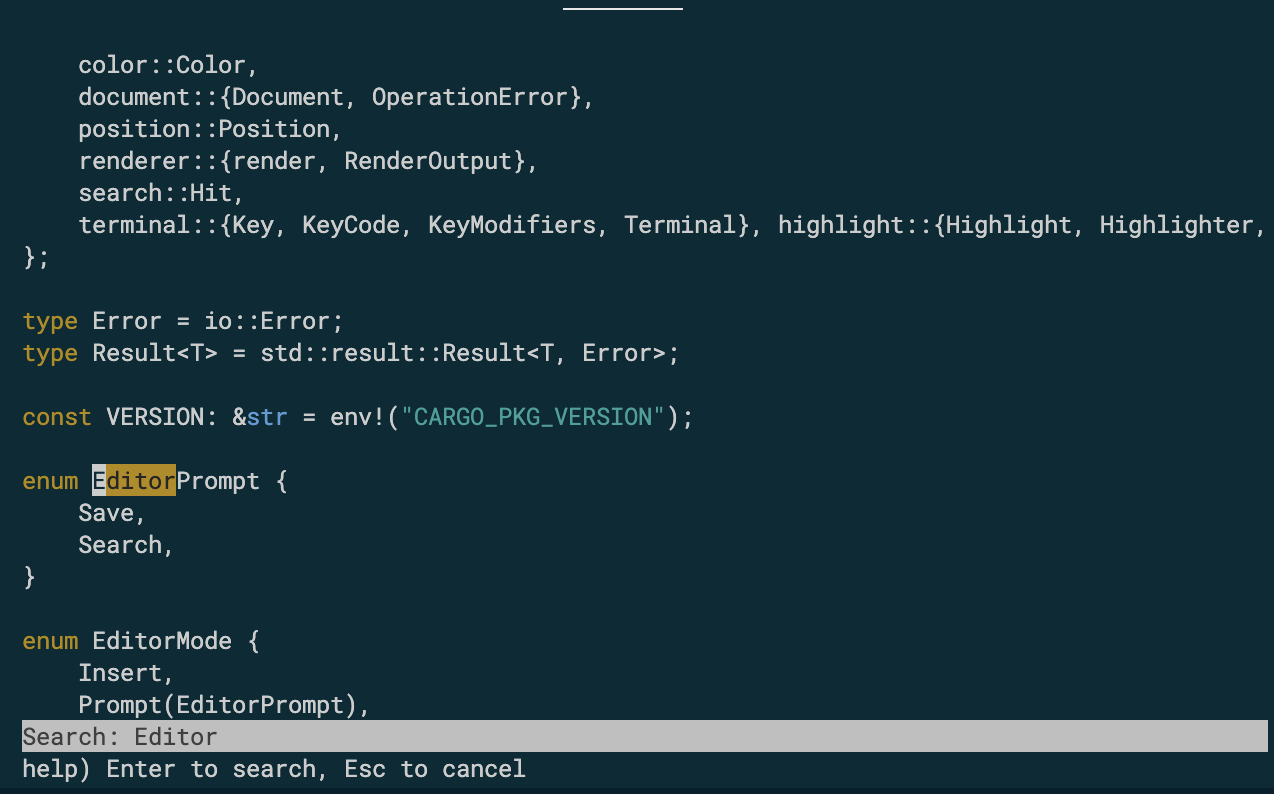 color::Color,
    document::{Document, OperationError},
    position::Position,
    renderer::{render, RenderOutput},
    search::Hit,
    terminal::{Key, KeyCode, KeyModifiers, Terminal}, highlight::{Highlight, Highlighter,
};

type Error = io::Error;
type Result<T> = std::result::Result<T, Error>;

const VERSION: &str = env!("CARGO_PKG_VERSION");

enum EditorPrompt {
    Save,
    Search,
}

enum EditorMode {
    Insert,
    Prompt(EditorPrompt),
Search: Editor
help) Enter to search, Esc to cancel